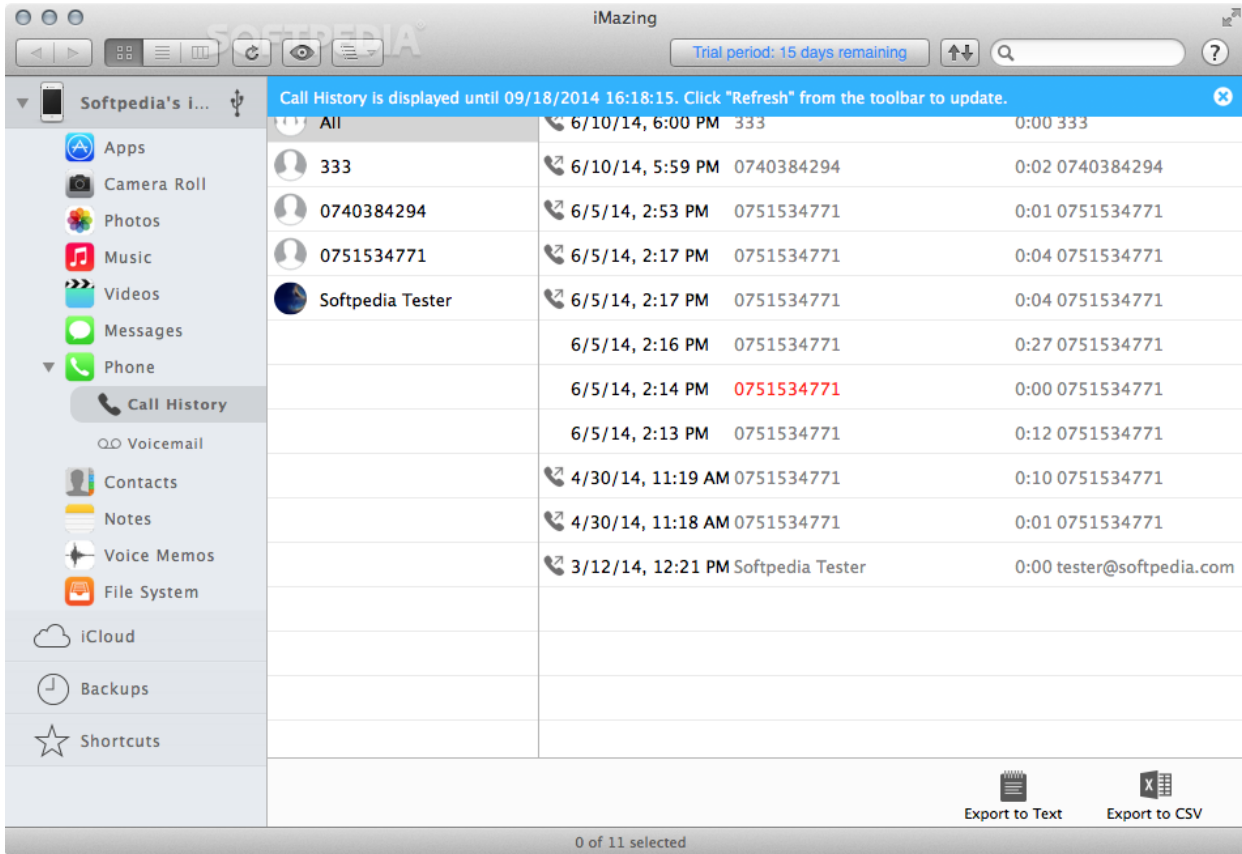 iMazing
SOFTPEDIA
Trial period: 15 days remaining
?
Softpedia's i...
Call History is displayed until 09/18/2014 16:18:15. Click "Refresh" from the toolbar to update.
All
6/10/14, 6:00 PM 333 0:00 333
Apps
333
6/10/14, 5:59 PM 0740384294 0:02 0740384294
Camera Roll
0740384294
6/5/14, 2:53 PM 0751534771 0:01 0751534771
Photos
0751534771
6/5/14, 2:17 PM 0751534771 0:04 0751534771
Music
Softpedia Tester
6/5/14, 2:17 PM 0751534771 0:04 0751534771
Videos
Messages
6/5/14, 2:16 PM 0751534771 0:27 0751534771
Phone
6/5/14, 2:14 PM 0751534771 0:00 0751534771
Call History
6/5/14, 2:13 PM 0751534771 0:12 0751534771
Voicemail
4/30/14, 11:19 AM 0751534771 0:10 0751534771
Contacts
4/30/14, 11:18 AM 0751534771 0:01 0751534771
Notes
Voice Memos
3/12/14, 12:21 PM Softpedia Tester 0:00 tester@softpedia.com
File System
iCloud
Backups
Shortcuts
Export to Text
Export to CSV
0 of 11 selected